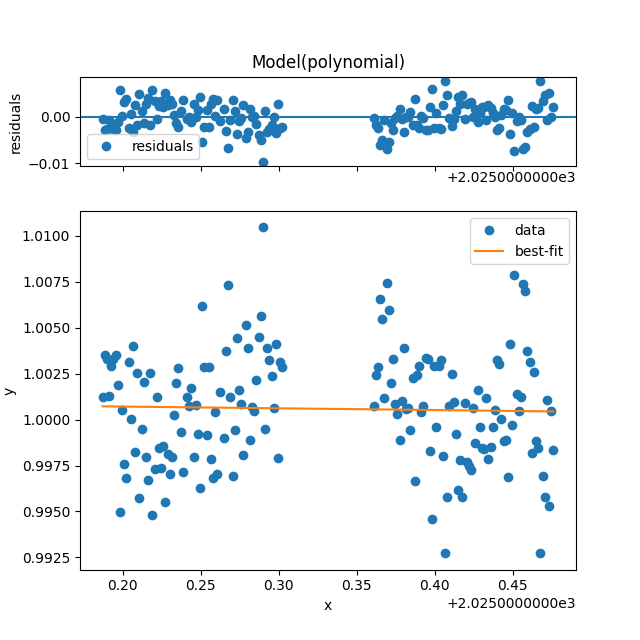 Model(polynomial)
residuals
0.00
−0.01
residuals
+2.0250000000e3
y
1.0100
1.0075
1.0050
1.0025
1.0000
0.9975
0.9950
0.9925
data
best-fit
0.20 0.25 0.30 0.35 0.40 0.45
x
+2.0250000000e3